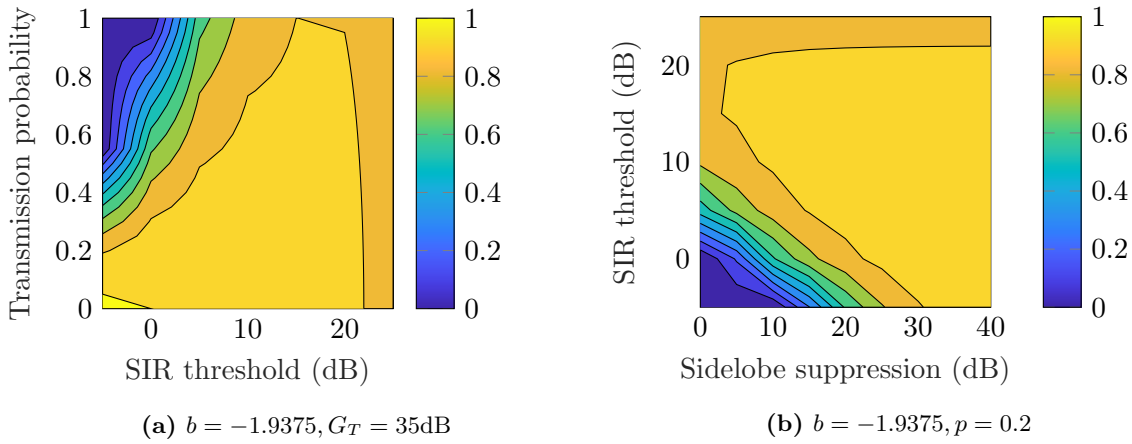 Transmission probability
1
0.8
0.6
0.4
0.2
0
0 10 20
SIR threshold (dB)
1
0.8
0.6
0.4
0.2
0
(a) b = −1.9375, G_T = 35dB
SIR threshold (dB)
20
10
0
0 10 20 30 40
Sidelobe suppression (dB)
1
0.8
0.6
0.4
0.2
0
(b) b = −1.9375, p = 0.2